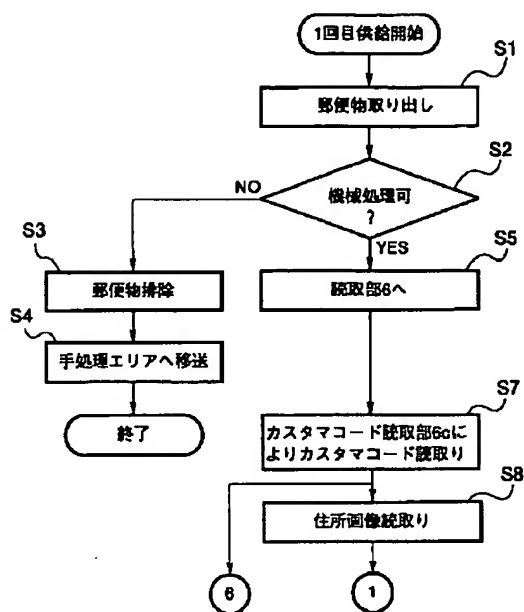 1回目供給開始
S1
郵便物取り出し
S2
NO
機械処理可
?
YES
S3
S5
郵便物排除
読取部6へ
S4
手処理エリアへ移送
終了
S7
カスタマコード読取部6cに
よりカスタマコード読取り
S8
住所画像読取り
6
1